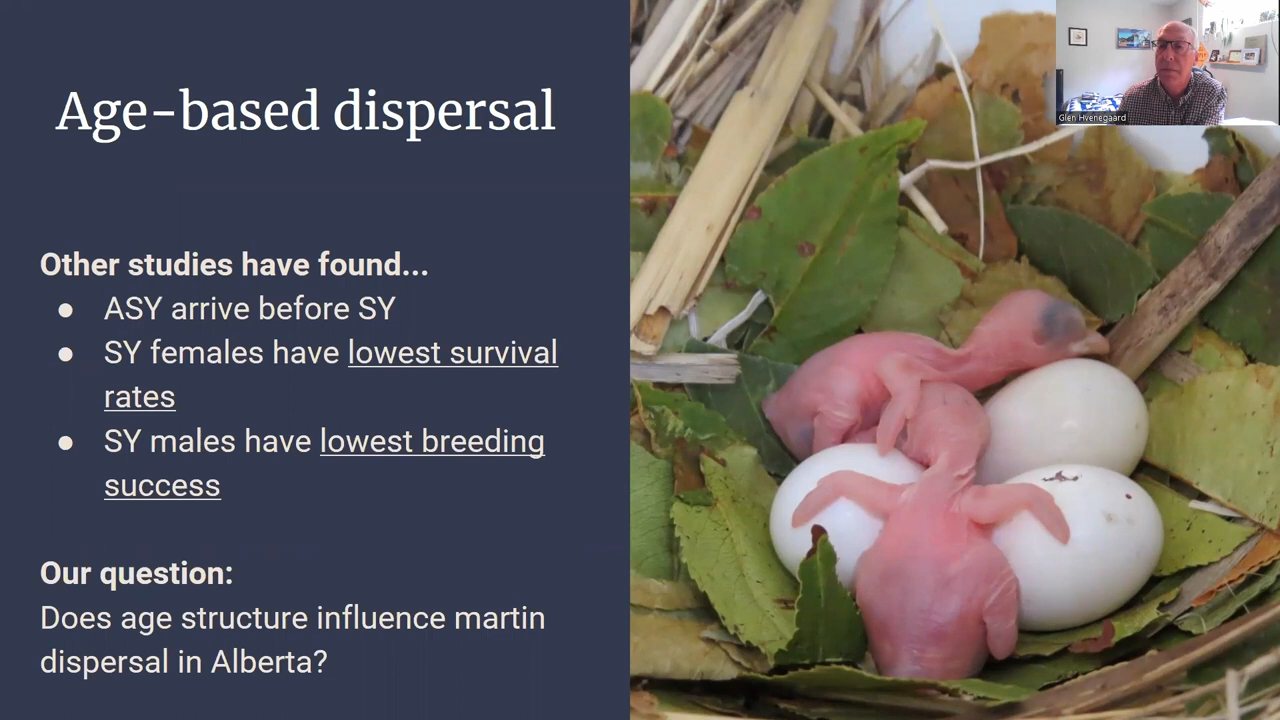 Age-based dispersal
Other studies have found...
● ASY arrive before SY
● SY females have lowest survival
rates
● SY males have lowest breeding
success
Our question:
Does age structure influence martin
dispersal in Alberta?
Glen Hvenegaard